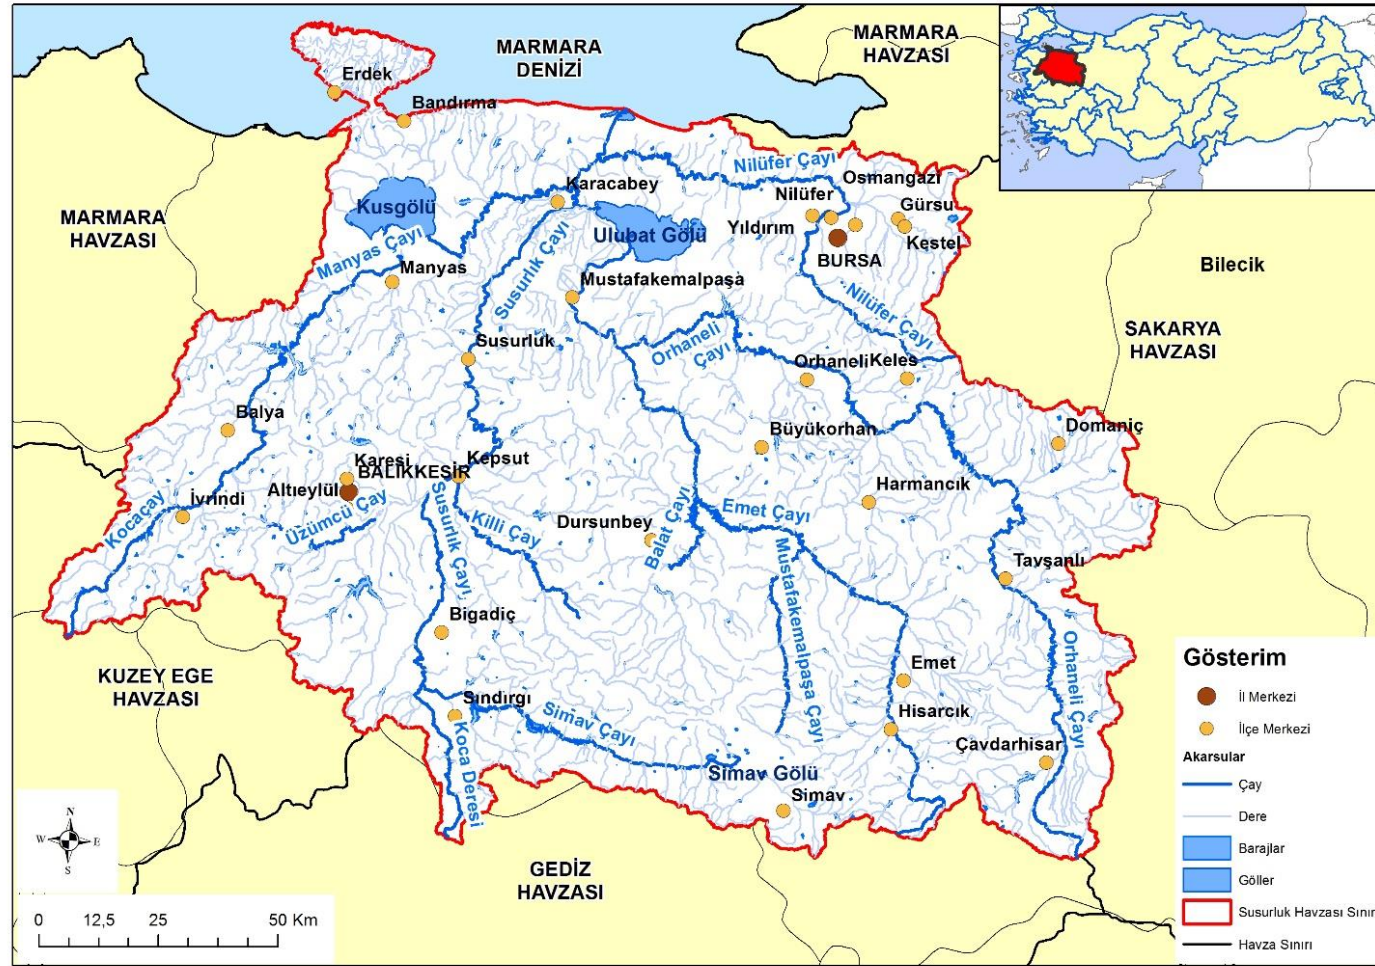 MARMARA
DENİZİ
MARMARA
HAVZASI
Erdek
Bandırma
Nilüfer Çayı
Osmangazi
Karacabey
Nilüfer
Gürsu
Kuşgölü
MARMARA
HAVZASI
Yıldırım
Kestel
Ulubat Gölü
BURSA
Manyas Çayı
Susurlık Çayı
Manyas
Mustafakemalpaşa
Bilecik
Nilüfer Çayı
SAKARYA
HAVZASI
Susurluk
Orhaneli
Çayı
Orhaneli
Keles
Balya
Büyükorhan
Domaniç
Karesi
BALIKKESİR
Kepsut
Altıeylül
Harmancık
İvrindi
Kocaçay
Üzümcü Çay
Susurlık Çayı
Killi Çay
Dursunbey
Balat Çayı
Emet Çayı
Mustafakemalpaşa Çayı
Tavşanlı
Bigadiç
Orhaneli Çayı
KUZEY EGE
HAVZASI
Emet
Sındırgı
Simav Çayı
Hisarcık
Koca Deresi
Çavdarhisar
Simav Gölü
Simav
GEDİZ
HAVZASI
N
W
E
S
0
12,5
25
50 Km
Gösterim
İl Merkezi
İlçe Merkezi
Akarsular
Çay
Dere
Barajlar
Göller
Susurluk Havzası Sınır
Havza Sınırı